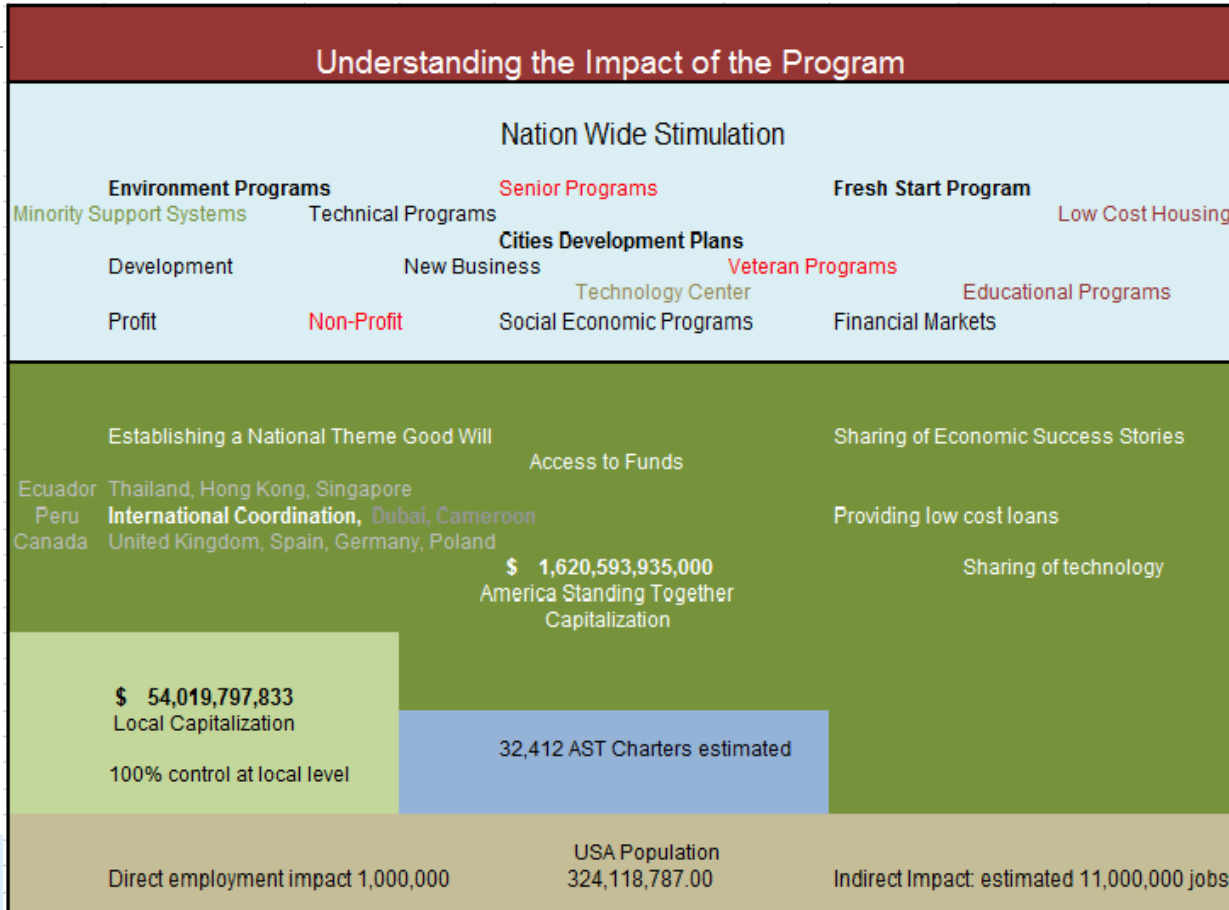 Understanding the Impact of the Program
Nation Wide Stimulation
Environment Programs Senior Programs Fresh Start Program
Minority Support Systems Technical Programs Low Cost Housing
Cities Development Plans
Development New Business Veteran Programs
Technology Center Educational Programs
Profit Non-Profit Social Economic Programs Financial Markets
Establishing a National Theme Good Will Sharing of Economic Success Stories
Access to Funds
Ecuador Thailand, Hong Kong, Singapore
Peru International Coordination, Dubai, Cameroon Providing low cost loans
Canada United Kingdom, Spain, Germany, Poland
$ 1,620,593,935,000 Sharing of technology
America Standing Together
Capitalization
$ 54,019,797,833
Local Capitalization
32,412 AST Charters estimated
100% control at local level
USA Population
Direct employment impact 1,000,000 324,118,787.00 Indirect Impact: estimated 11,000,000 jobs